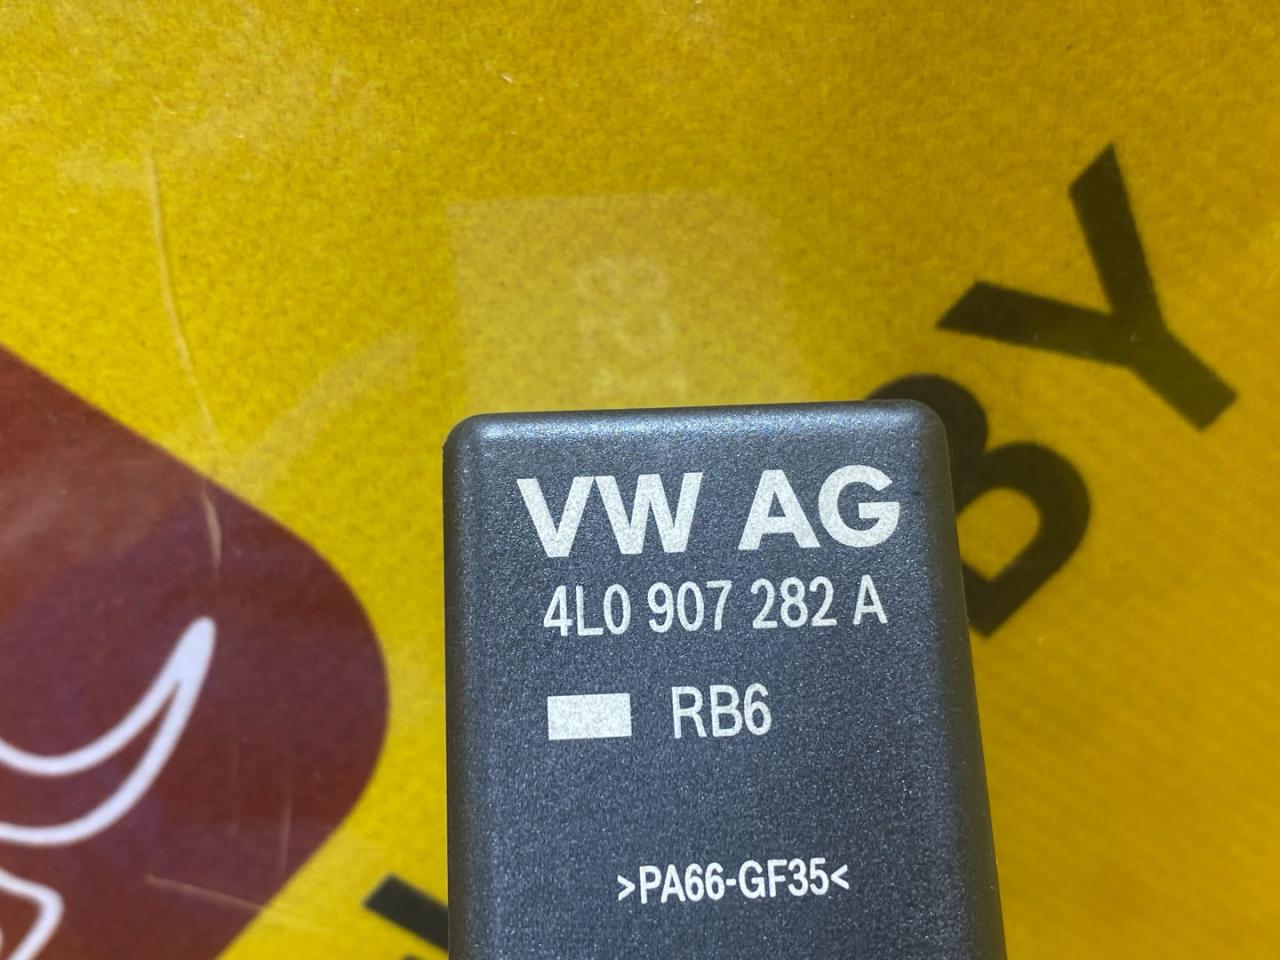 VW AG
4L0 907 282 A
RB6
>PA66-GF35<
BY